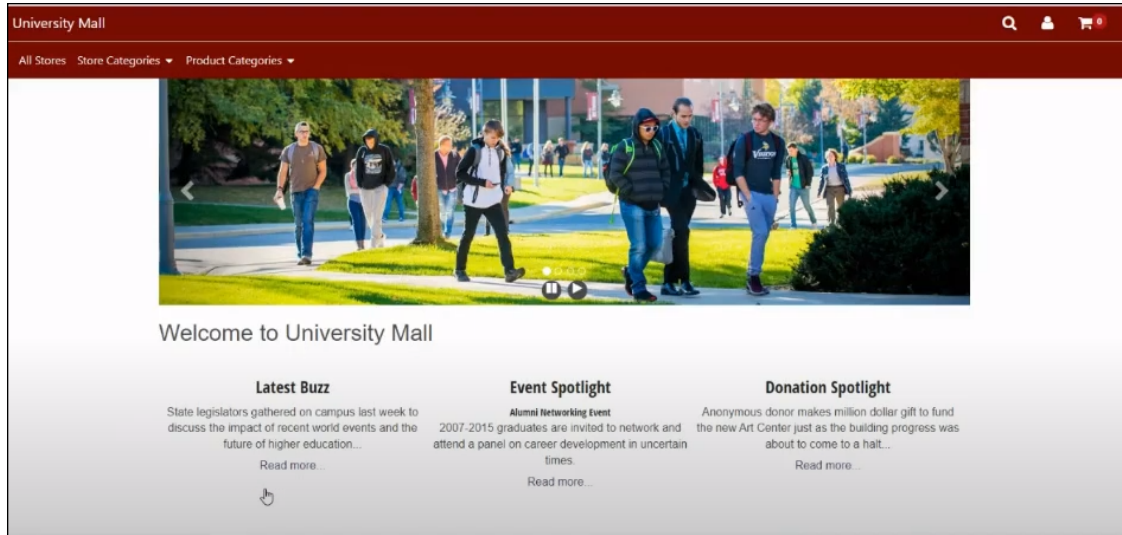 University Mall
0
All Stores Store Categories Product Categories
Welcome to University Mall
Latest Buzz
State legislators gathered on campus last week to
discuss the impact of recent world events and the
future of higher education...
Read more...
Event Spotlight
Alumni Networking Event
2007-2015 graduates are invited to network and
attend a panel on career development in uncertain
times.
Read more...
Donation Spotlight
Anonymous donor makes million dollar gift to fund
the new Art Center just as the building progress was
about to come to a halt...
Read more...